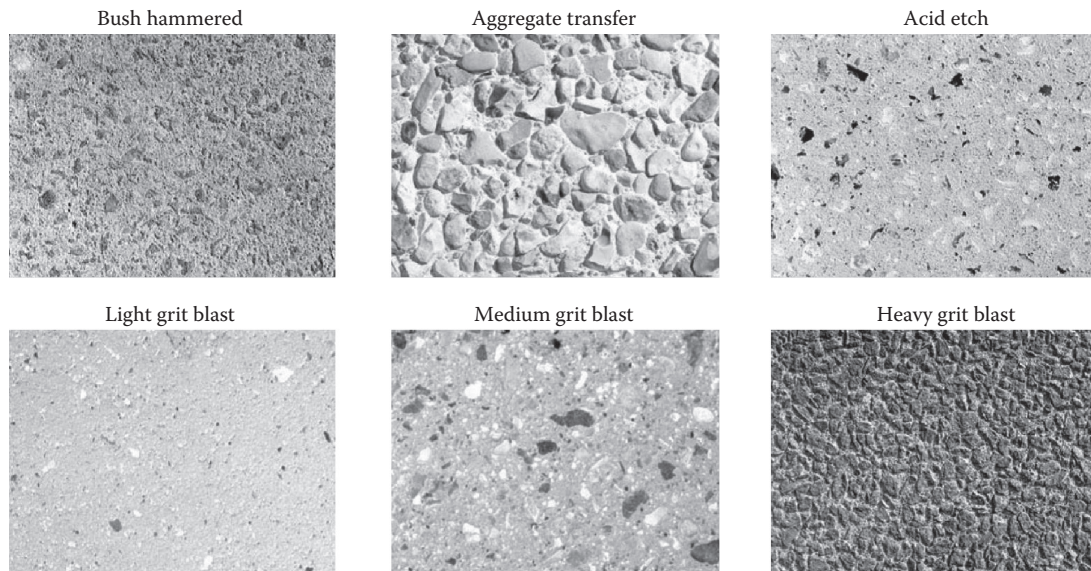 Bush hammered
Aggregate transfer
Acid etch
Light grit blast
Medium grit blast
Heavy grit blast